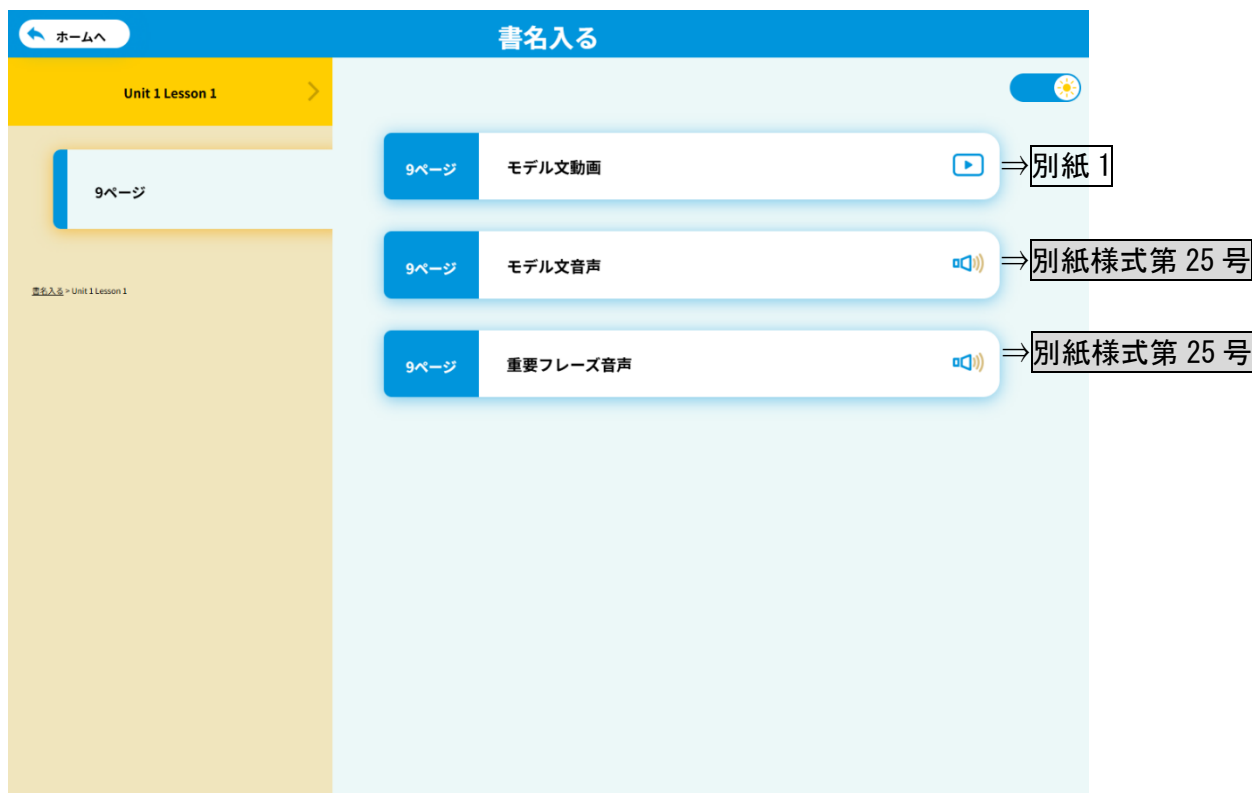 ホームへ
書名入る
Unit 1 Lesson 1
9ページ
書名入る > Unit 1 Lesson 1
9ページ モデル文動画 ⇒別紙 1
9ページ モデル文音声 ⇒別紙様式第 25 号
9ページ 重要フレーズ音声 ⇒別紙様式第 25 号